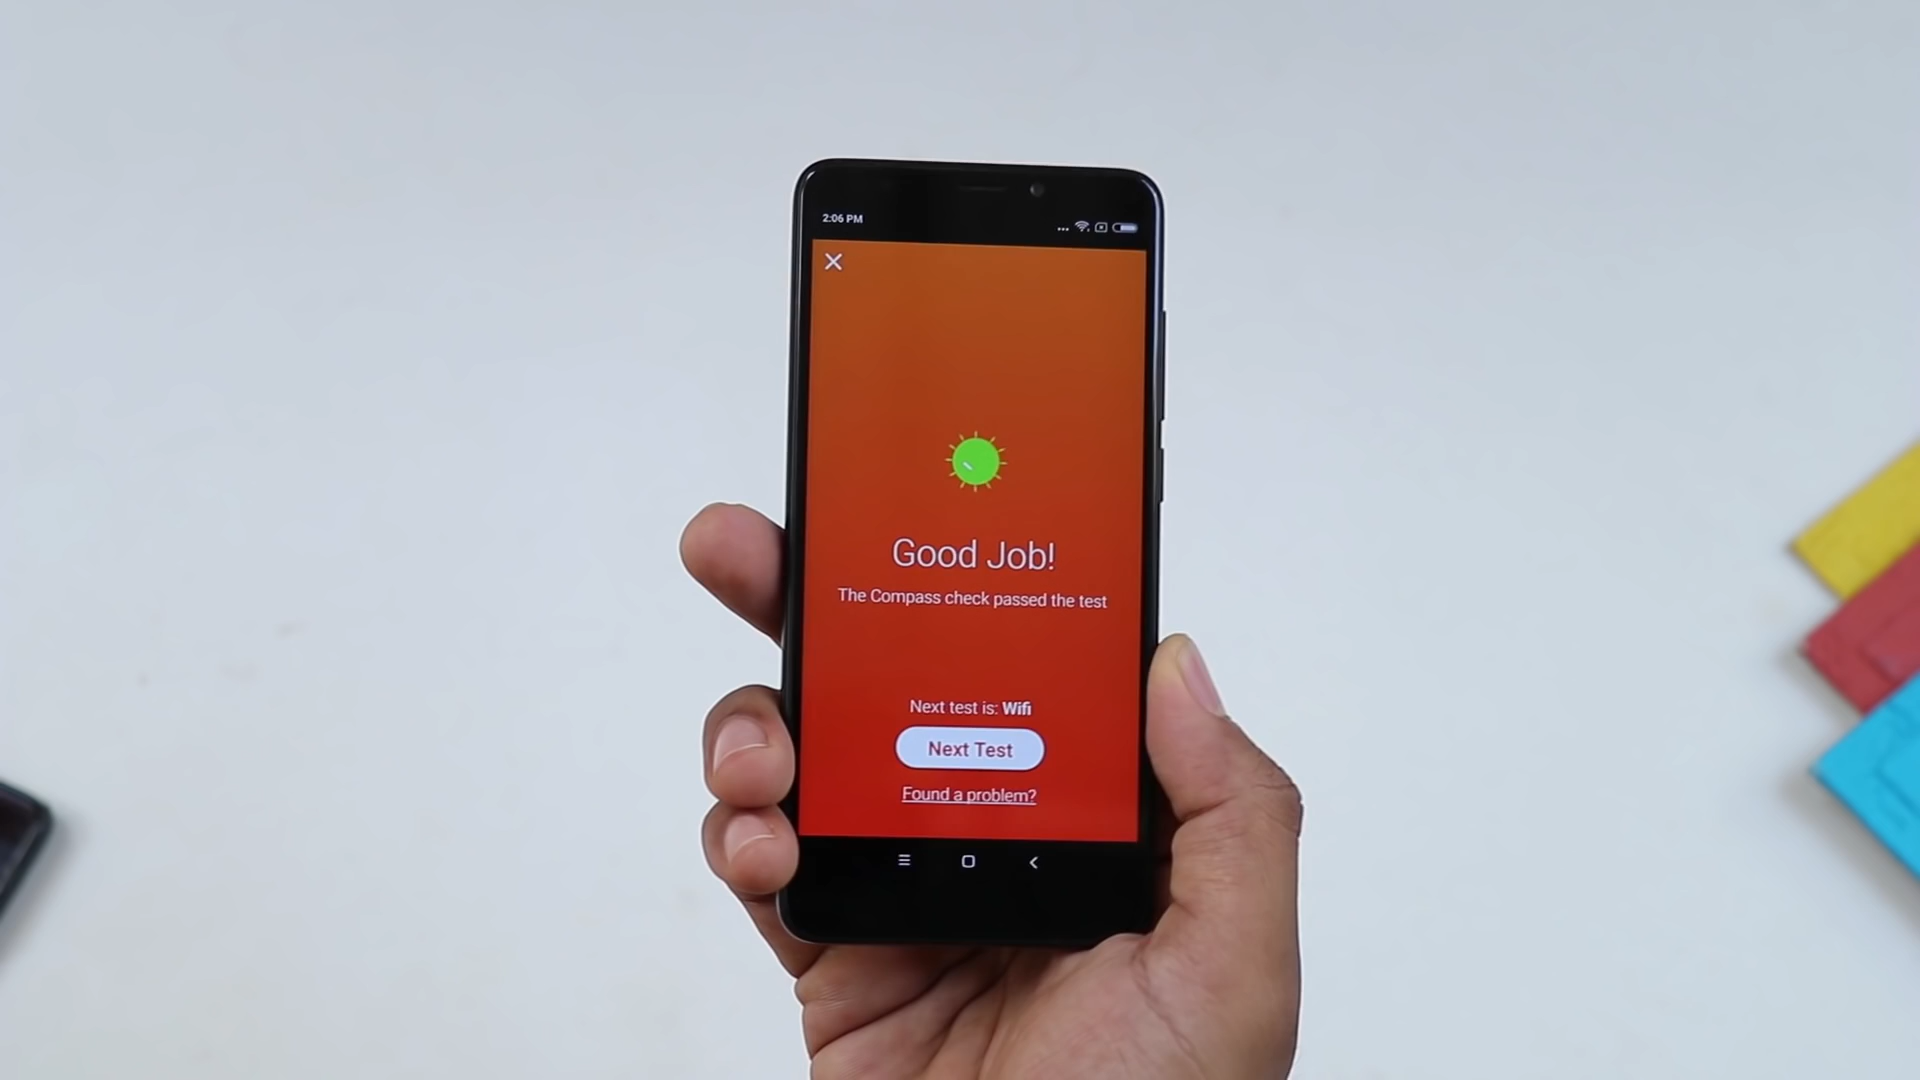 2:06 PM
Good Job!
The Compass check passed the test
Next test is: Wifi
Next Test
Found a problem?